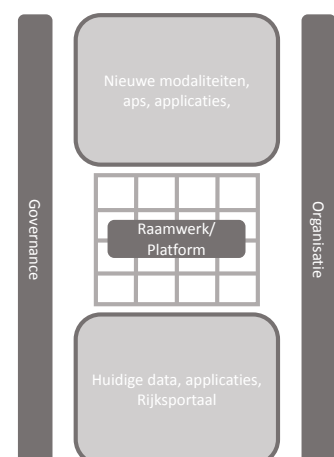 Governance
Nieuwe modaliteiten,
aps, applicaties,
Raamwerk/
Platform
Huidige data, applicaties,
Rijksportaal
Organisatie